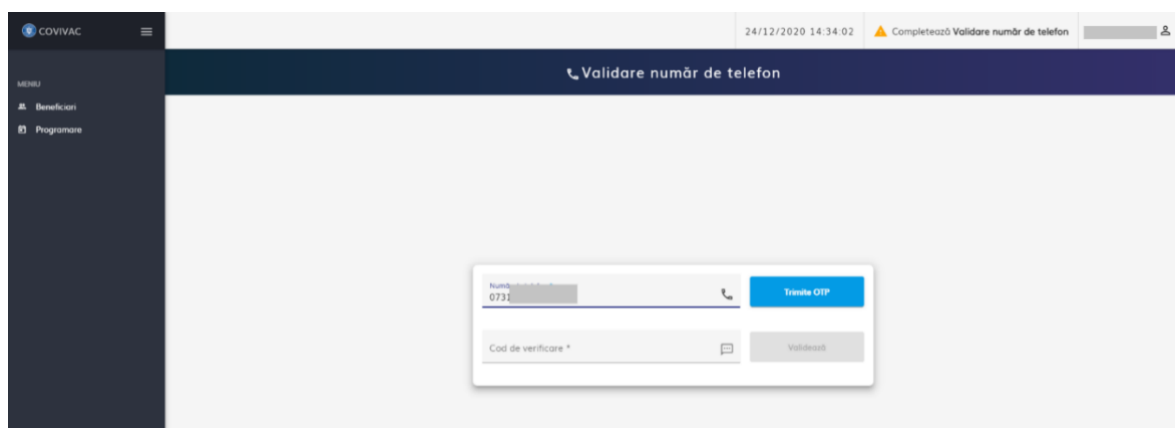 COVIVAC
24/12/2020 14:34:02
Completează Validare număr de telefon
Validare număr de telefon
MENIU
Beneficiari
Programare
0731
Trimite OTP
Cod de verificare *
Validează